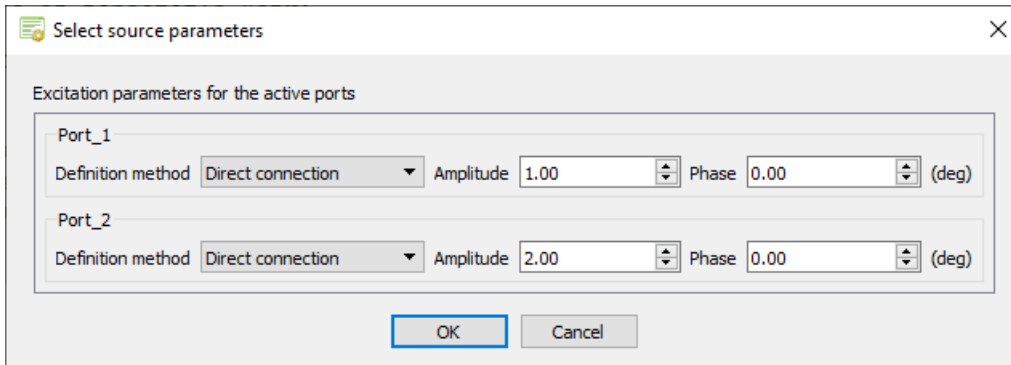 Select source parameters
Excitation parameters for the active ports
Port_1
Definition method Direct connection Amplitude 1.00 Phase 0.00 (deg)
Port_2
Definition method Direct connection Amplitude 2.00 Phase 0.00 (deg)
OK Cancel